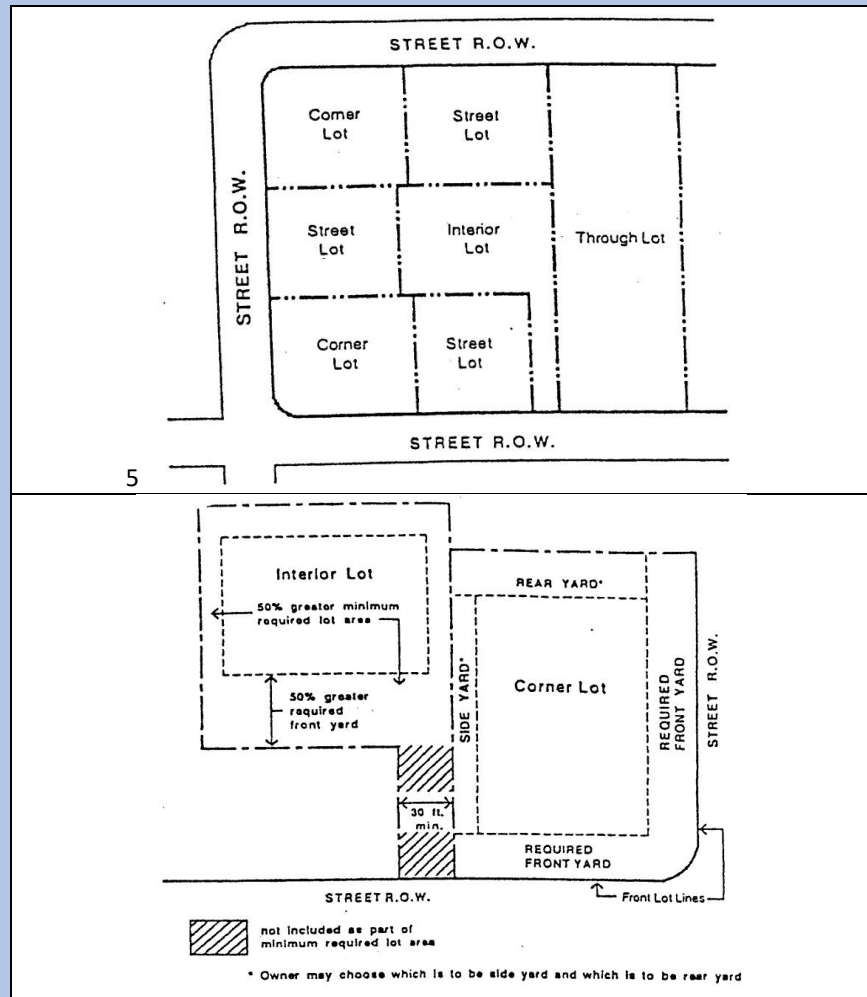 STREET R.O.W.
Corner
Lot
Street
Lot
STREET R.O.W.
Street
Lot
Interior
Lot
Through Lot
Corner
Lot
Street
Lot
STREET R.O.W.
5
Interior Lot
50% greater minimum
required lot area
50% greater
required
front yard
30 ft.
min.
REAR YARD*
SIDE YARD*
Corner Lot
REQUIRED
FRONT YARD
STREET R.O.W.
REQUIRED
FRONT YARD
Front Lot Lines
STREET R.O.W.
not included as part of
minimum required lot area
* Owner may choose which is to be side yard and which is to be rear yard